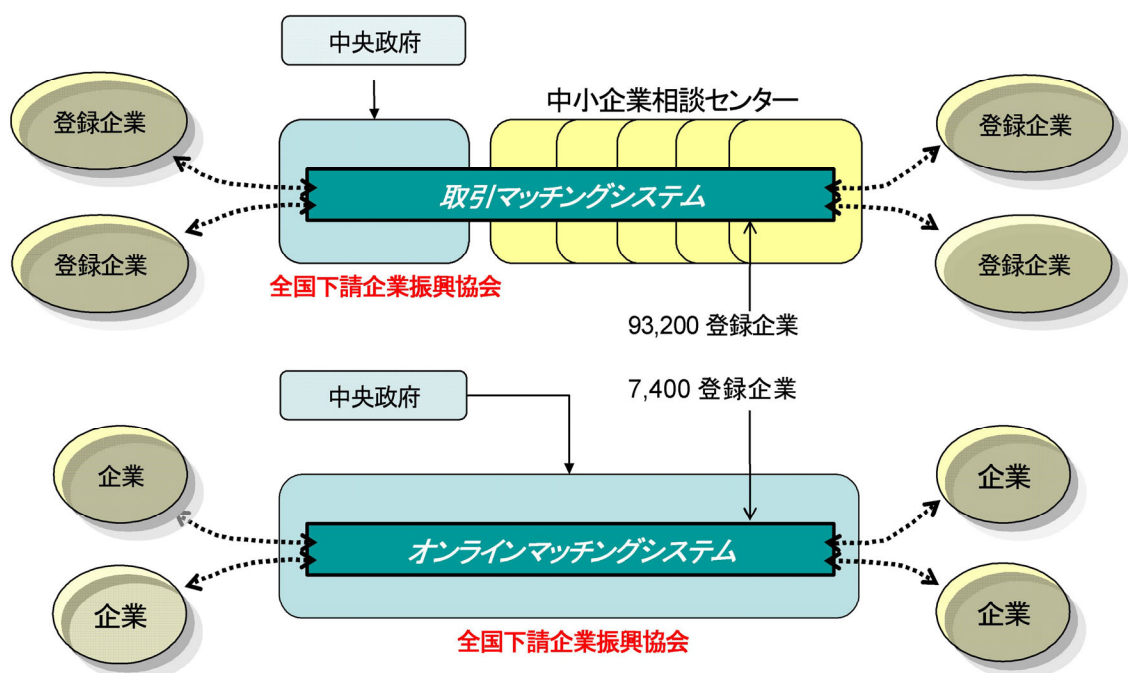 中央政府
中小企業相談センター
登録企業
登録企業
取引マッチングシステム
登録企業
登録企業
全国下請企業振興協会
93,200 登録企業
7,400 登録企業
中央政府
企業
企業
オンラインマッチングシステム
企業
企業
全国下請企業振興協会